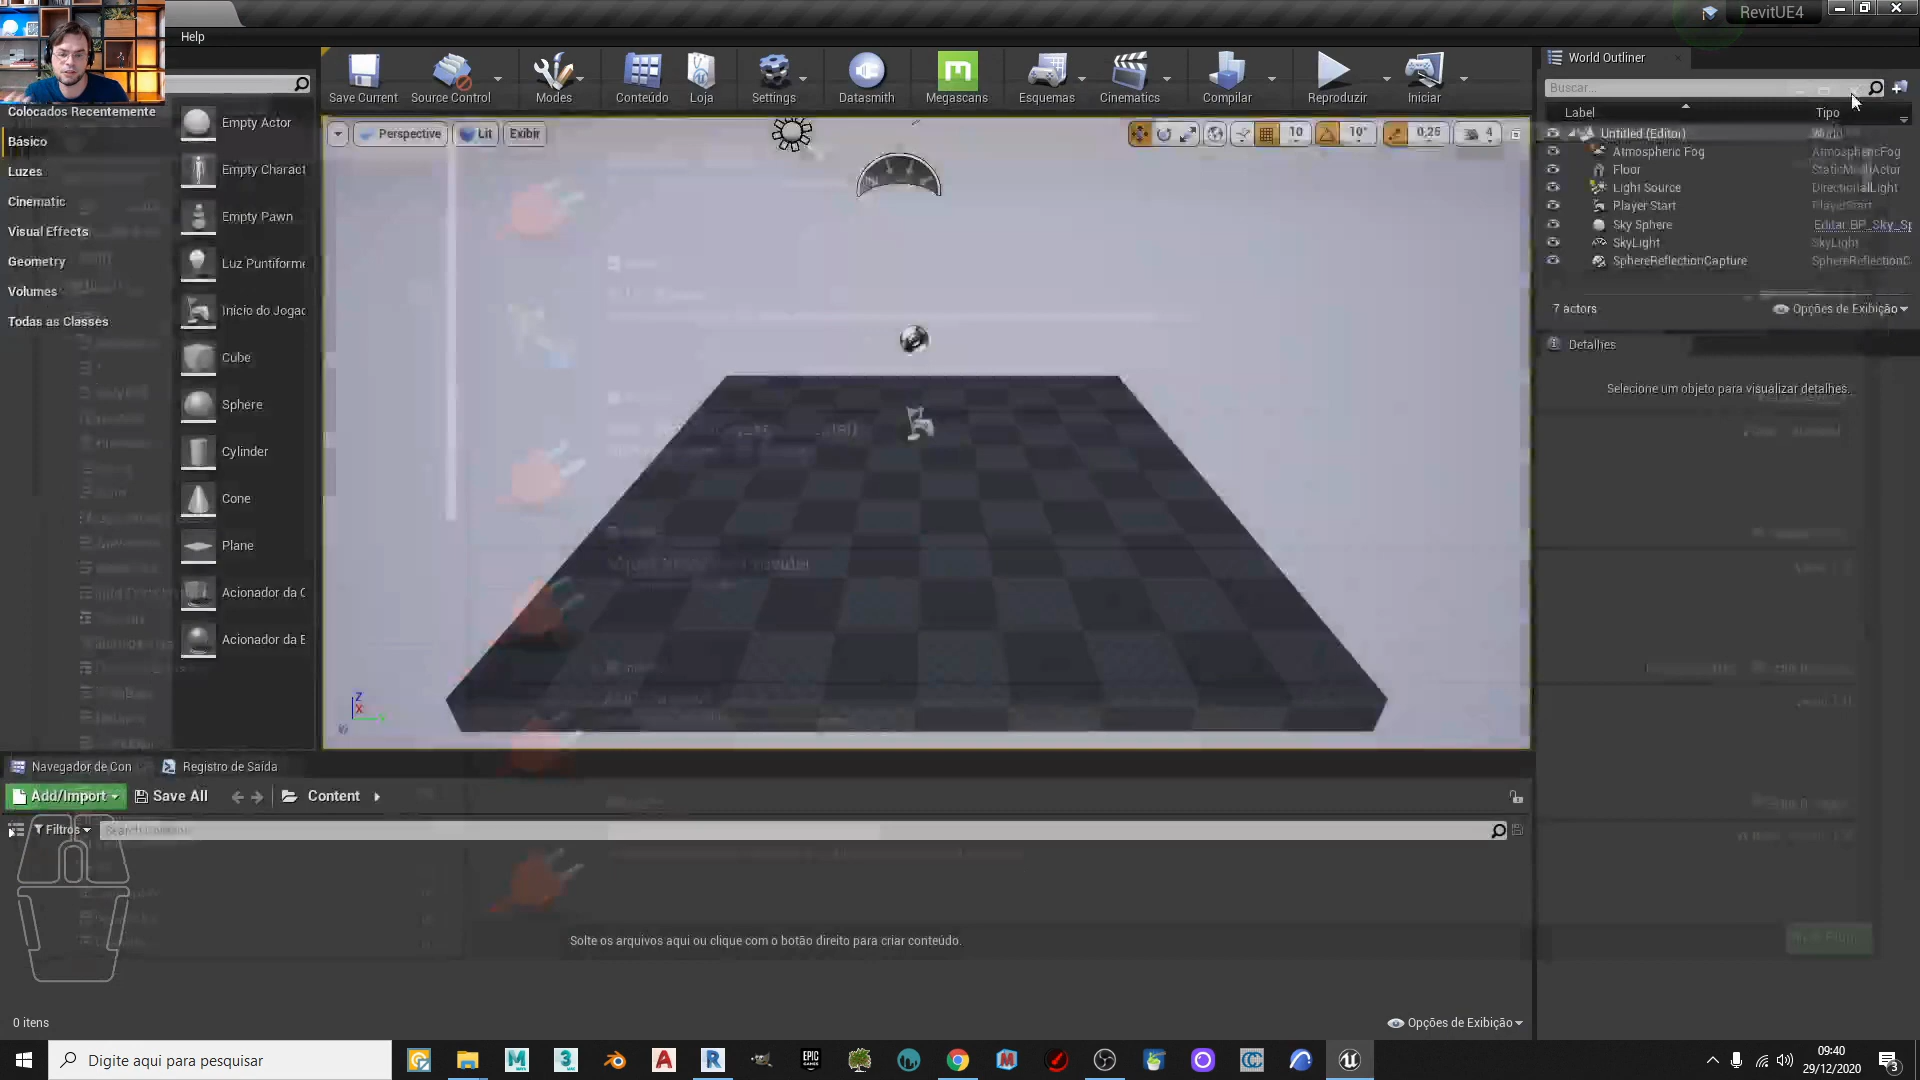 RevitUE4
Help
Save Current
Source Control
Modes
Conteúdo
Loja
Settings
Datasmith
Megascans
Esquemas
Cinematics
Compilar
Reproduzir
Iniciar
World Outliner
Buscar...
Label
Tipo
Perspective
Lit
Exibir
10
10°
0,25
4
Untitled (Editor)
World
Atmospheric Fog
AtmosphericFog
Floor
StaticMeshActor
Light Source
DirectionalLight
Player Start
PlayerStart
Sky Sphere
Editar BP_Sky_Sp
SkyLight
SkyLight
SphereReflectionCapture
SphereReflectionC
7 actors
Opções de Exibição
Detalhes
Selecione um objeto para visualizar detalhes.
Colocados Recentemente
Básico
Luzes
Cinematic
Visual Effects
Geometry
Volumes
Todas as Classes
Empty Actor
Empty Charact
Empty Pawn
Luz Puntiforme
Início do Jogad
Cube
Sphere
Cylinder
Cone
Plane
Acionador da C
Acionador da E
Z
X
Navegador de Con
Registro de Saída
Add/Import
Save All
Content
Filtros
Solte os arquivos aqui ou clique com o botão direito para criar conteúdo.
0 itens
Opções de Exibição
Digite aqui para pesquisar
09:40
29/12/2020
3